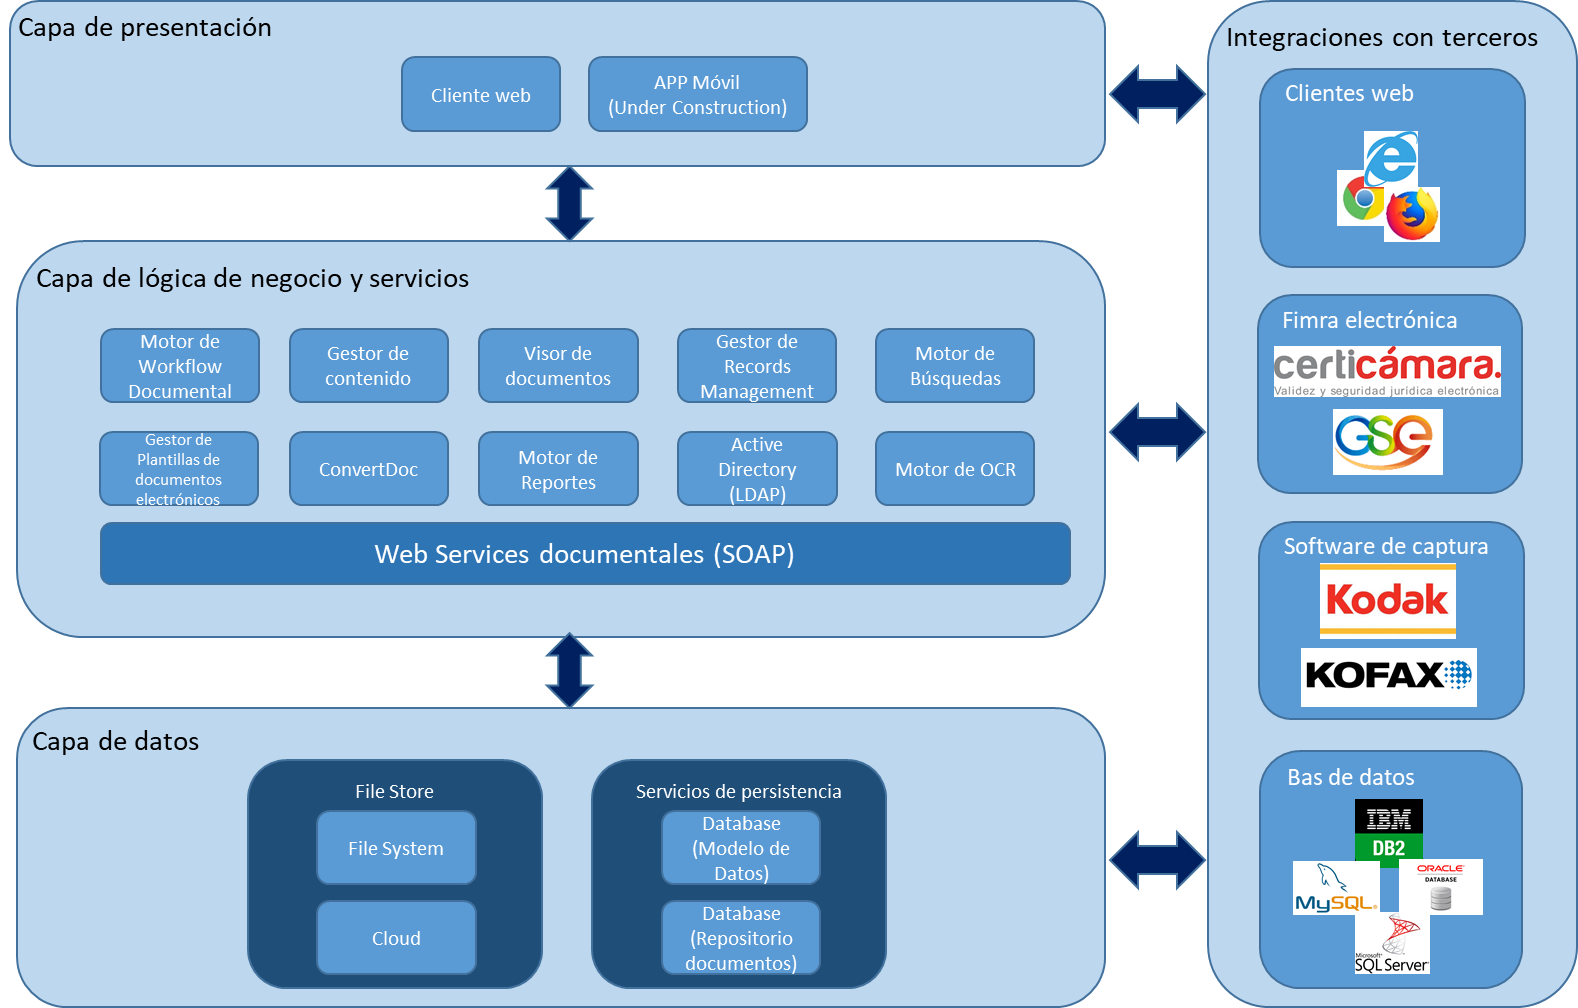 Capa de presentación
Cliente web
APP Móvil
(Under Construction)
Capa de lógica de negocio y servicios
Motor de
Workflow
Documental
Gestor de
contenido
Visor de
documentos
Gestor de
Records
Management
Motor de
Búsquedas
Gestor de
Plantillas de
documentos
electrónicos
ConvertDoc
Motor de
Reportes
Active
Directory
(LDAP)
Motor de OCR
Web Services documentales (SOAP)
Capa de datos
File Store
File System
Cloud
Servicios de persistencia
Database
(Modelo de
Datos)
Database
(Repositorio
documentos)
Integraciones con terceros
Clientes web
Fimra electrónica
certicámara.
Validez y seguridad jurídica electrónica
GSe
Software de captura
Kodak
KOFAX
Bas de datos
IBM
DB2
MySQL®
ORACLE
DATABASE
Microsoft®
SQL Server